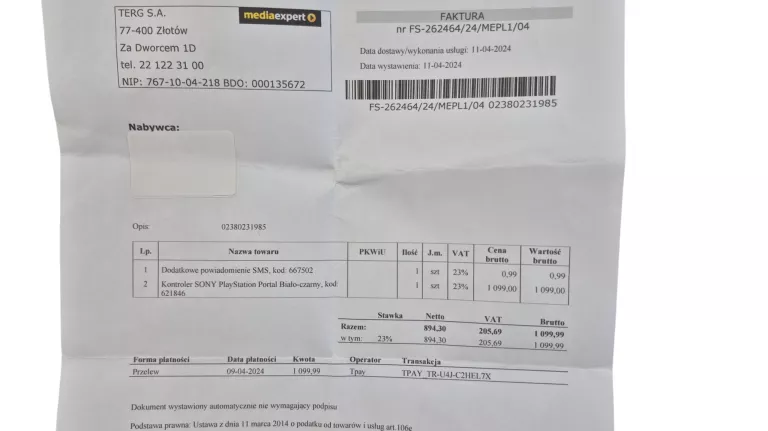 TERG S.A.
mediaexpert
77-400 Złotów
Za Dworcem 1D
tel. 22 122 31 00
NIP: 767-10-04-218 BDO: 000135672
FAKTURA
nr FS-262464/24/MEPL1/04
Data dostawy/wykonania usługi: 11-04-2024
Data wystawienia: 11-04-2024
FS-262464/24/MEPL1/04 02380231985
Nabywca:
Opis: 02380231985
Lp. Nazwa towaru PKWiU Ilość J.m. VAT Cena brutto Wartość brutto
1 Dodatkowe powiadomienie SMS, kod: 667502 1 szt 23% 0,99 0,99
2 Kontroler SONY PlayStation Portal Biało-czarny, kod: 1 szt 23% 1 099,00 1 099,00
621846
Stawka Netto VAT Brutto
Razem: 894,30 205,69 1 099,99
w tym: 23% 894,30 205,69 1 099,99
Forma płatności Data płatności Kwota Operator Transakcja
Przelew 09-04-2024 1 099,99 Tpay TPAY_TR-U4J-C2HEL7X
Dokument wystawiony automatycznie nie wymagający podpisu
Podstawa prawna: Ustawa z dnia 11 marca 2014 o podatku od towarów i usług art.106e